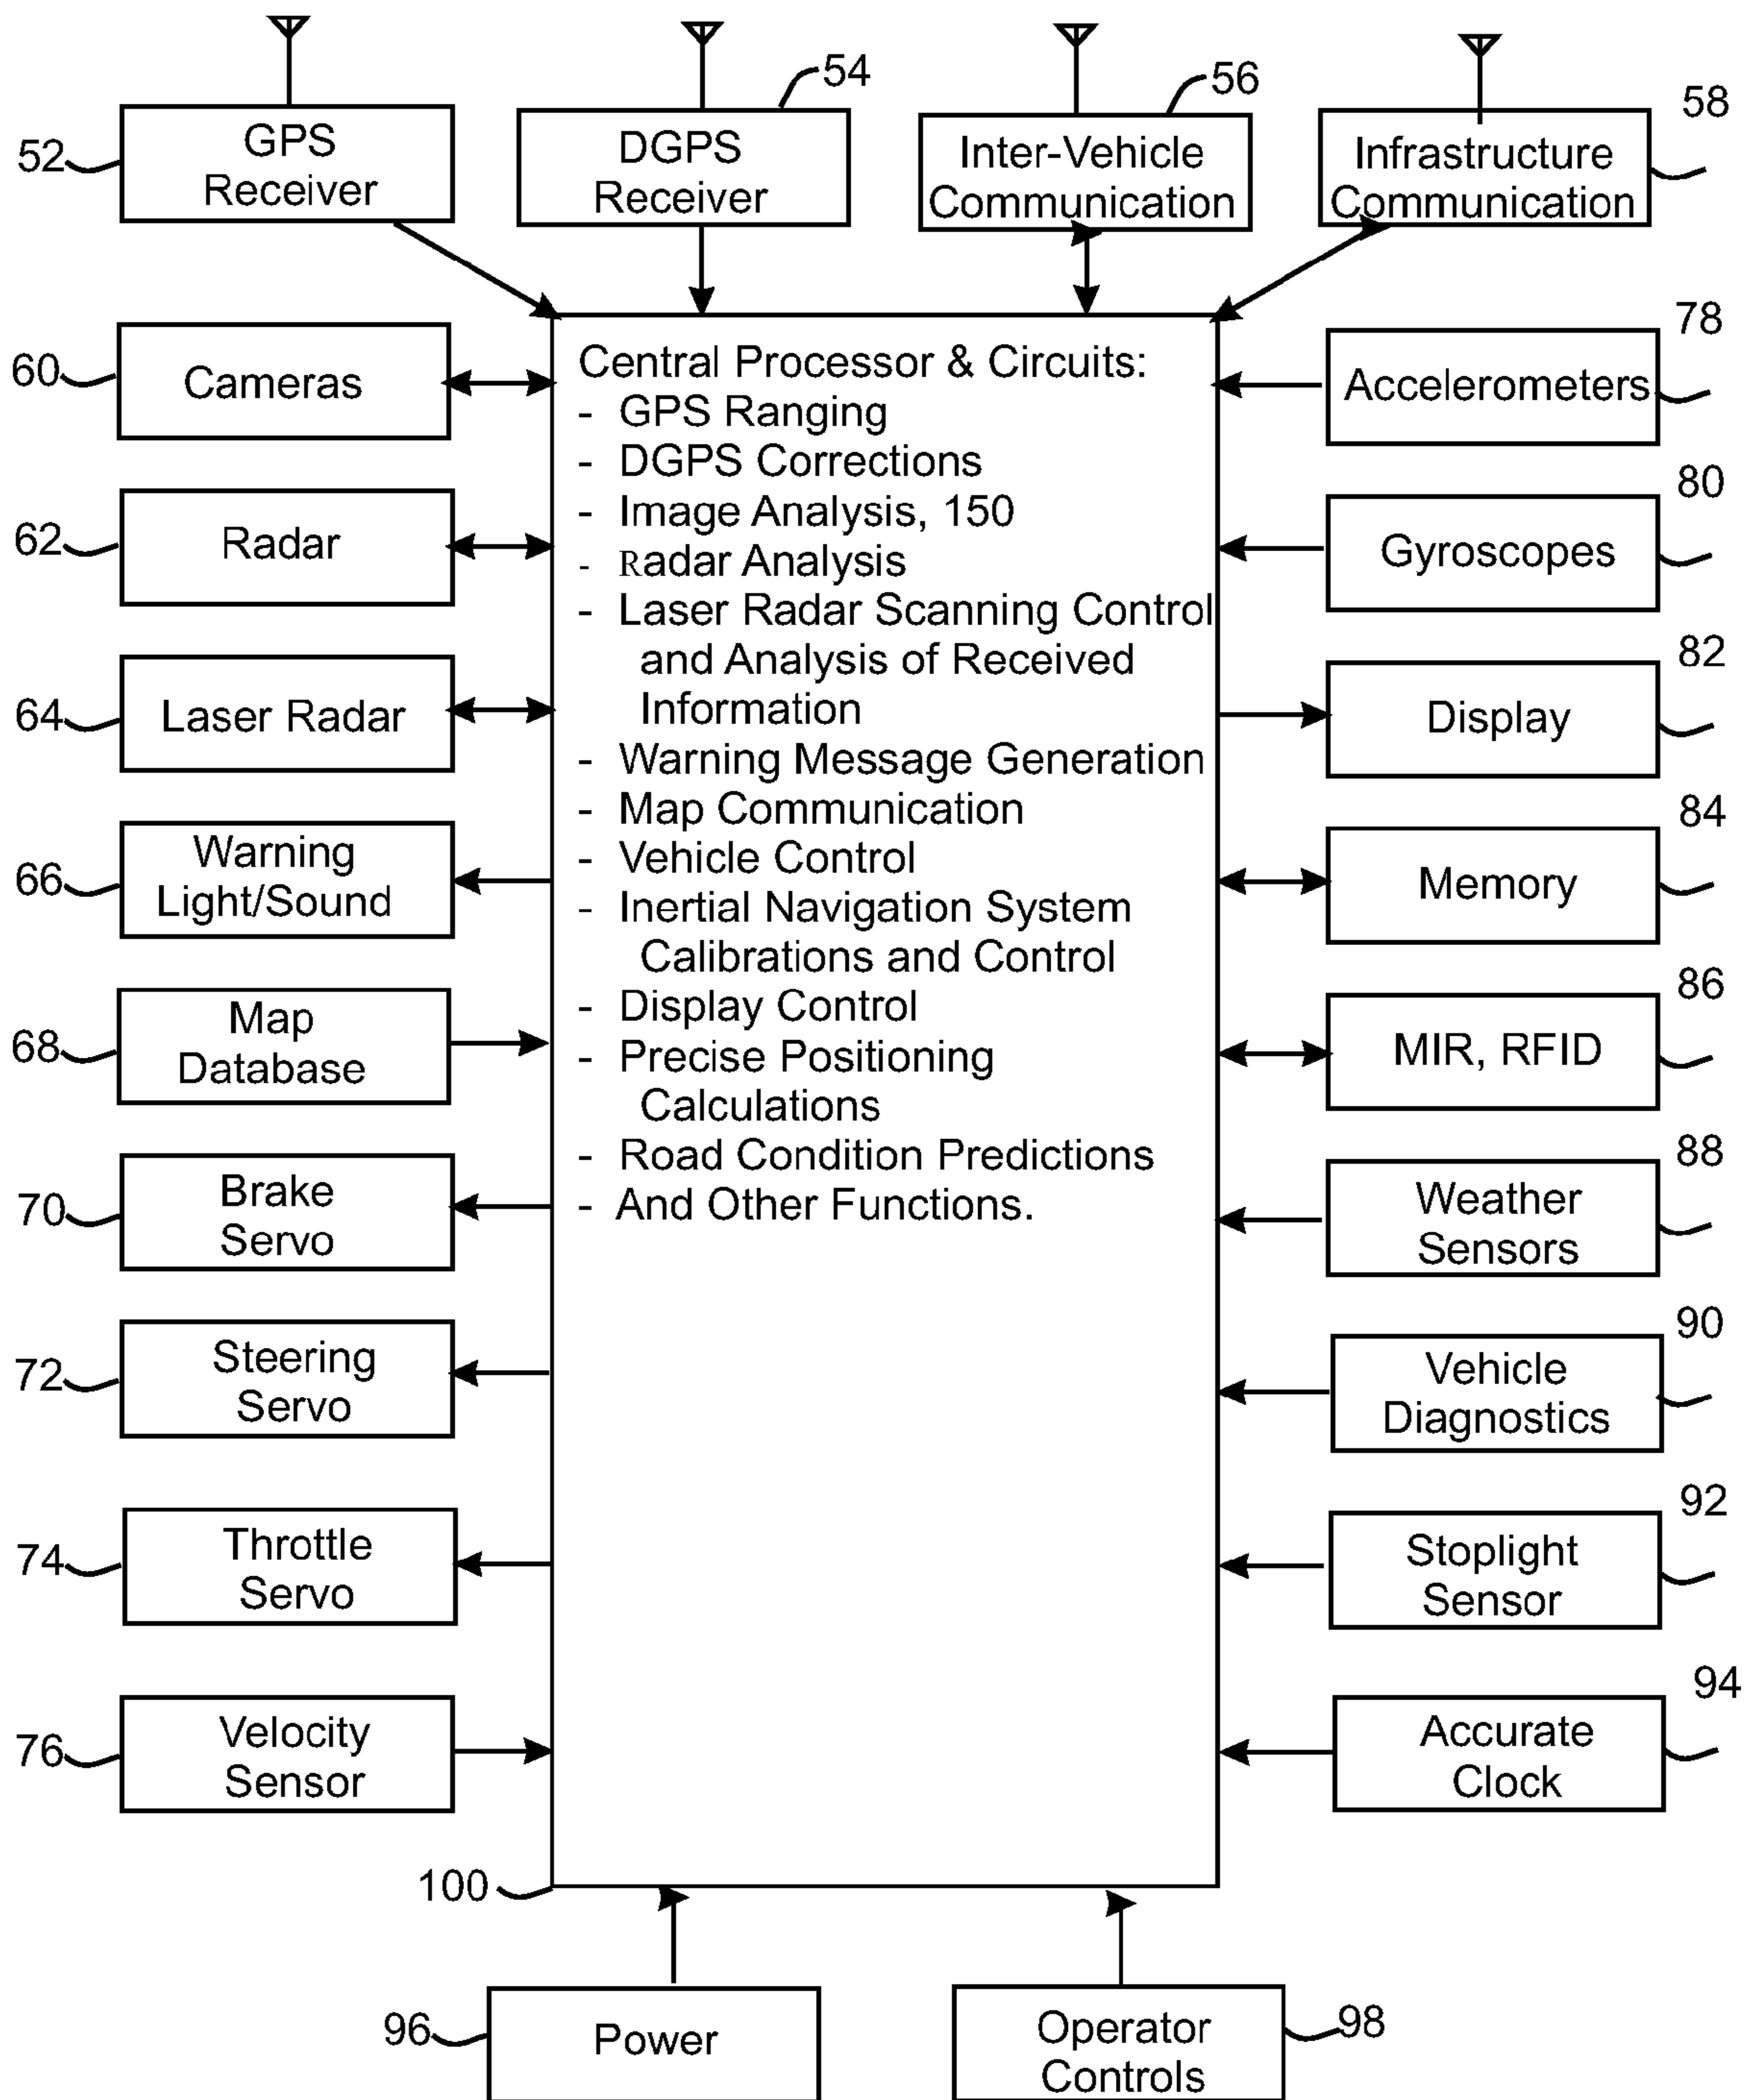 54
56
58
52
GPS
Receiver
DGPS
Receiver
Inter-Vehicle
Communication
Infrastructure
Communication
60
Cameras
62
Radar
64
Laser Radar
66
Warning
Light/Sound
68
Map
Database
70
Brake
Servo
72
Steering
Servo
74
Throttle
Servo
76
Velocity
Sensor
Central Processor & Circuits:
- GPS Ranging
- DGPS Corrections
- Image Analysis, 150
- Radar Analysis
- Laser Radar Scanning Control
and Analysis of Received
Information
- Warning Message Generation
- Map Communication
- Vehicle Control
- Inertial Navigation System
Calibrations and Control
- Display Control
- Precise Positioning
Calculations
- Road Condition Predictions
- And Other Functions.
78
Accelerometers
80
Gyroscopes
82
Display
84
Memory
86
MIR, RFID
88
Weather
Sensors
90
Vehicle
Diagnostics
92
Stoplight
Sensor
94
Accurate
Clock
100
96
Power
Operator
Controls
98